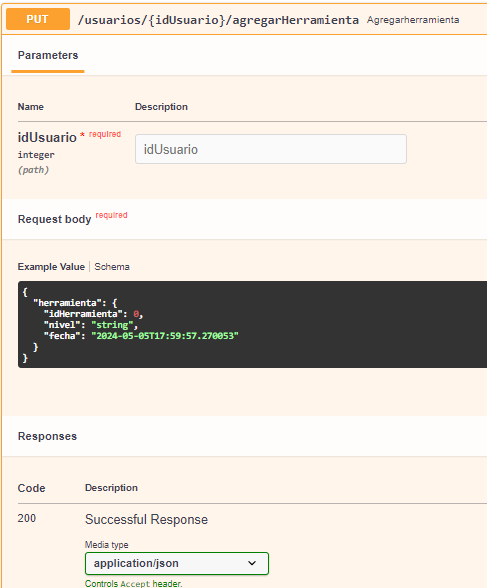 PUT /usuarios/{idUsuario}/agregarHerramienta Agregarherramienta
Parameters
Name Description
idUsuario * required
integer
(path)
idUsuario
Request body required
Example Value Schema
{
"herramienta": {
"idHerramienta": 0,
"nivel": "string",
"fecha": "2024-05-05T17:59:57.270053"
}
}
Responses
Code Description
200 Successful Response
Media type
application/json
Controls Accept header.